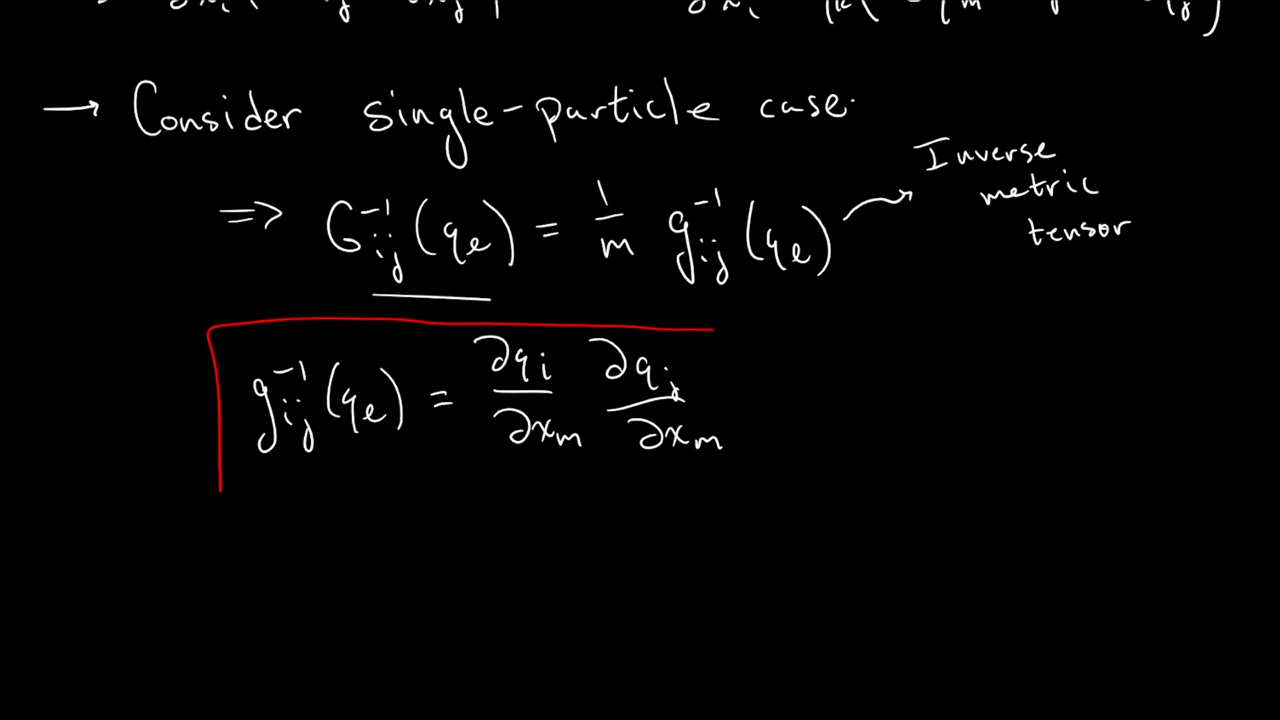 → Consider single-particle case.
⇒ G⁻¹ᵢⱼ(qₑ) = 1/m g⁻¹ᵢⱼ(qₑ)
Inverse
metric
tensor
g⁻¹ᵢⱼ(qₑ) = ∂qᵢ/∂xₘ ∂qⱼ/∂xₘ